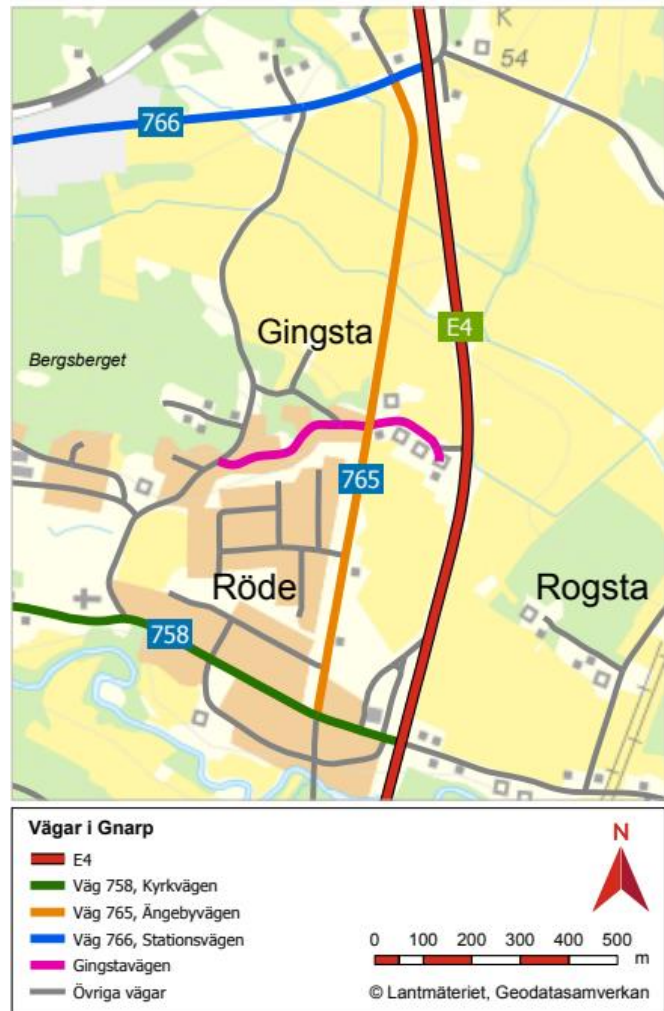 K
54
766
Gingsta
E4
Bergsberget
765
Röde
Rogsta
758
Vägar i Gnarp
E4
Väg 758, Kyrkvägen
Väg 765, Ängebyvägen
Väg 766, Stationsvägen
Gingstavägen
Övriga vägar
N
0 100 200 300 400 500
m
© Lantmäteriet, Geodatasamverkan